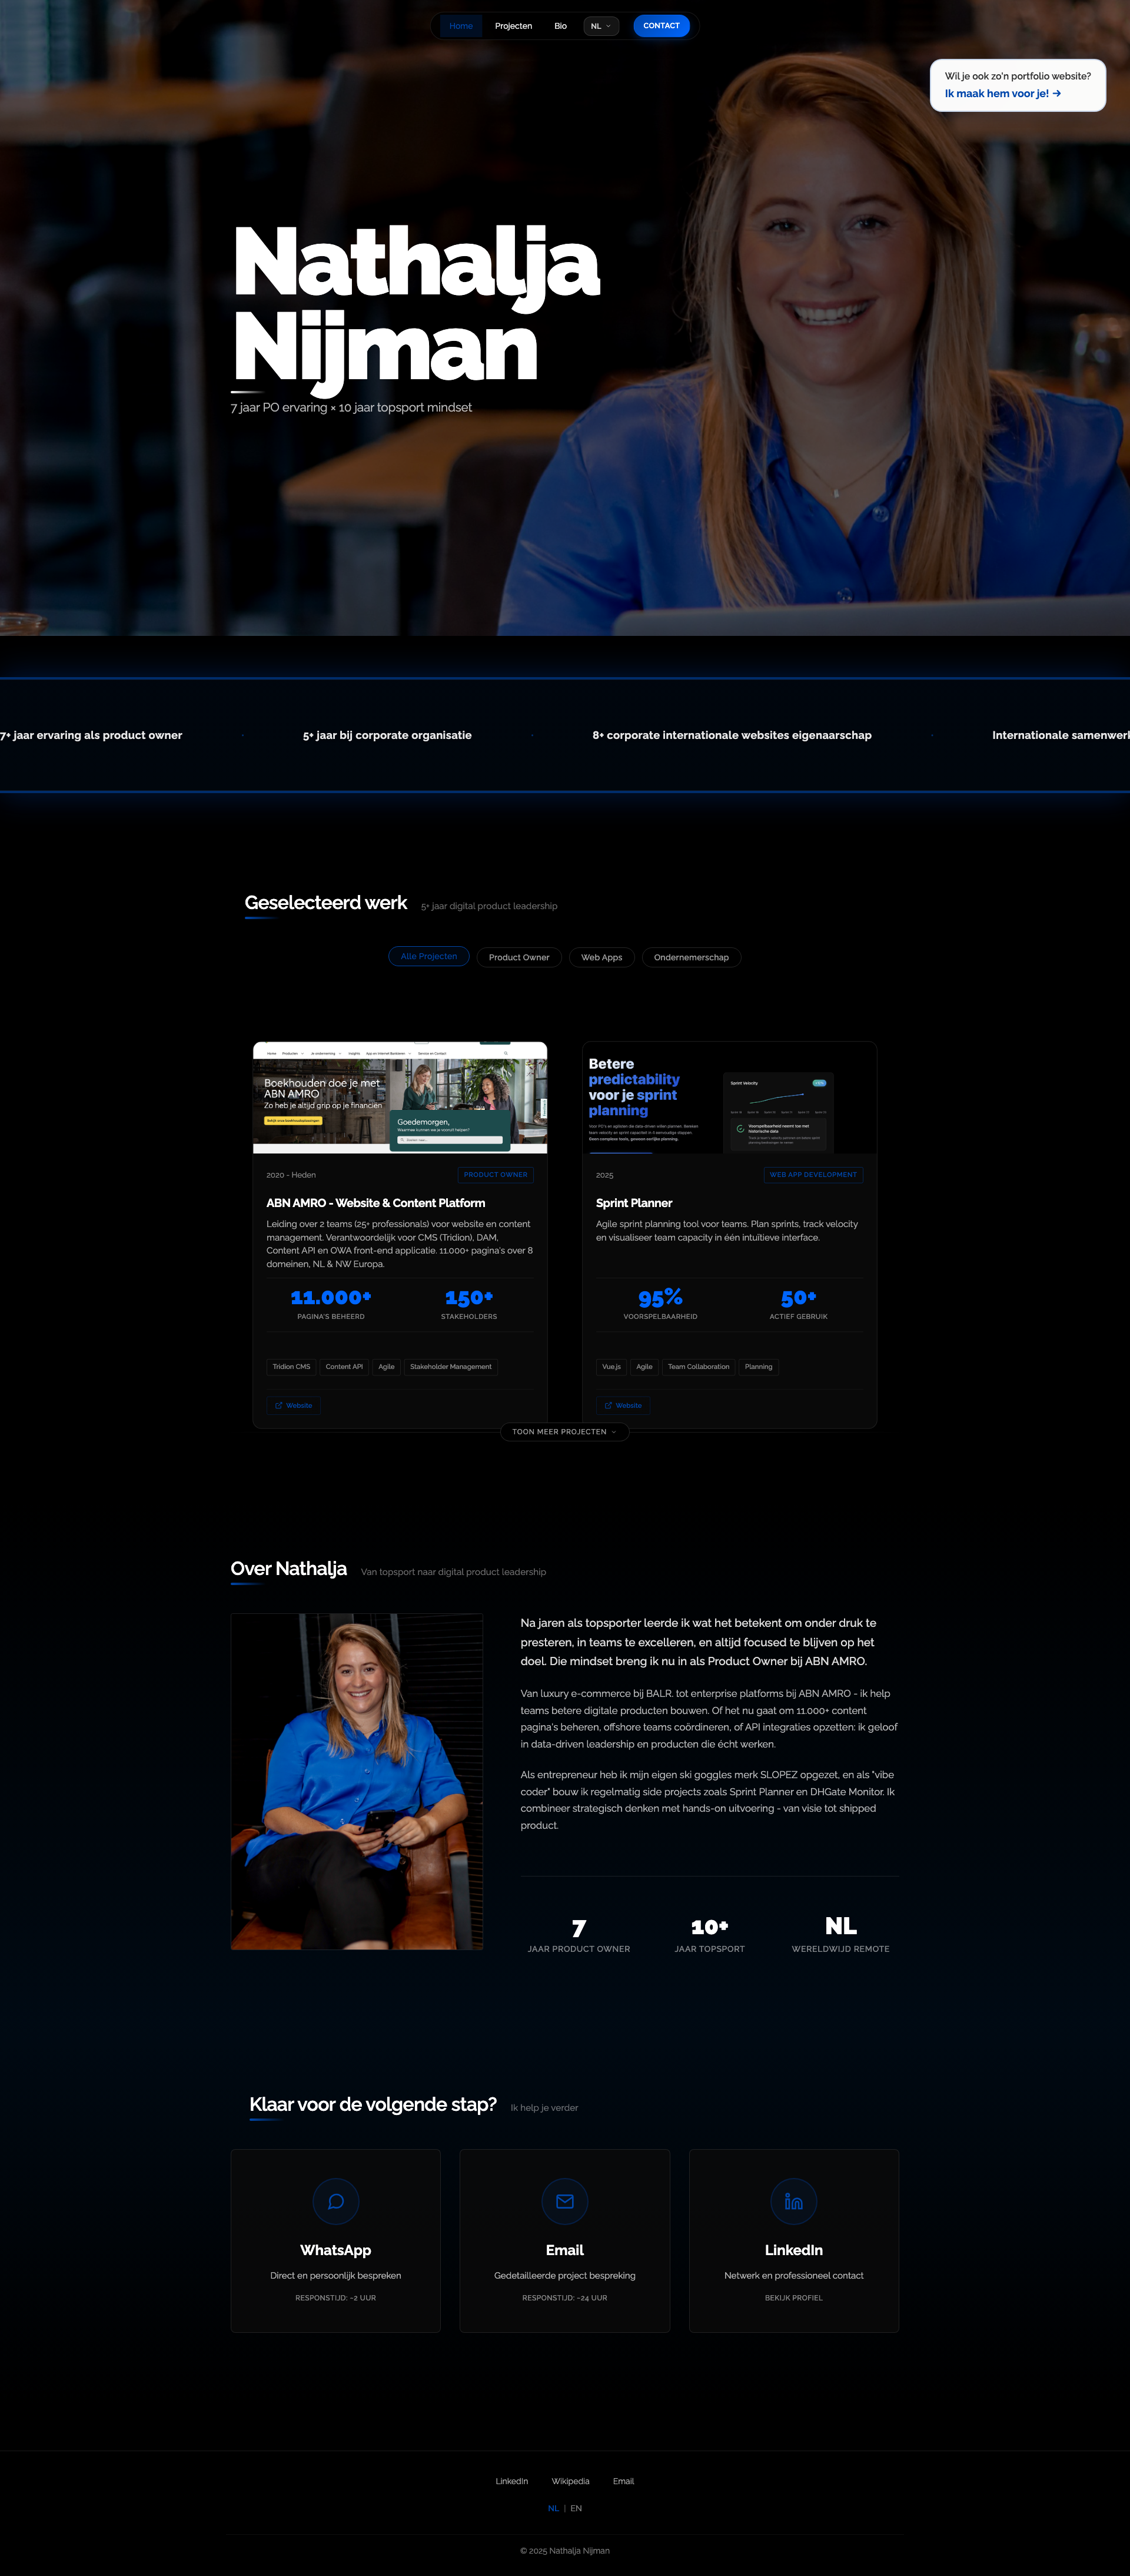 Home Projecten Bio NL CONTACT
Wil je ook zo'n portfolio website?
Ik maak hem voor je! →
Nathalja
Nijman
7 jaar PO ervaring × 10 jaar topsport mindset
7+ jaar ervaring als product owner · 5+ jaar bij corporate organisatie · 8+ corporate internationale websites eigenaarschap · Internationale
Geselecteerd werk 5+ jaar digital product leadership
Alle Projecten Product Owner Web Apps Ondernemerschap
Boekhouden doe je met
ABN AMRO
Zo heb je altijd grip op je financiën
Goedemorgen,
2020 - Heden PRODUCT OWNER
ABN AMRO - Website & Content Platform
Leiding over 2 teams (25+ professionals) voor website en content
management. Verantwoordelijk voor CMS (Tridion), DAM,
Content API en OWA front-end applicatie. 11.000+ pagina's over 8
domeinen, NL & NW Europa.
11.000+ 150+
PAGINA'S BEHEERD STAKEHOLDERS
Tridion CMS Content API Agile Stakeholder Management
Website
Betere
predictability
voor je sprint
planning
Sprint Velocity
2025 WEB APP DEVELOPMENT
Sprint Planner
Agile sprint planning tool voor teams. Plan sprints, track velocity
en visualiseer team capacity in één intuïtieve interface.
95% 50+
VOORSPELBAARHEID ACTIEF GEBRUIK
Vue.js Agile Team Collaboration Planning
Website
TOON MEER PROJECTEN
Over Nathalja Van topsport naar digital product leadership
Na jaren als topsporter leerde ik wat het betekent om onder druk te
presteren, in teams te excelleren, en altijd focused te blijven op het
doel. Die mindset breng ik nu in als Product Owner bij ABN AMRO.
Van luxury e-commerce bij BALR. tot enterprise platforms bij ABN AMRO - ik help
teams betere digitale producten bouwen. Of het nu gaat om 11.000+ content
pagina's beheren, offshore teams coördineren, of API integraties opzetten: ik geloof
in data-driven leadership en producten die écht werken.
Als entrepreneur heb ik mijn eigen ski goggles merk SLOPEZ opgezet, en als "vibe
coder" bouw ik regelmatig side projects zoals Sprint Planner en DHGate Monitor. Ik
combineer strategisch denken met hands-on uitvoering - van visie tot shipped
product.
7 10+ NL
JAAR PRODUCT OWNER JAAR TOPSPORT WERELDWIJD REMOTE
Klaar voor de volgende stap? Ik help je verder
WhatsApp
Direct en persoonlijk bespreken
RESPONSTIJD: ~2 UUR
Email
Gedetailleerde project bespreking
RESPONSTIJD: ~24 UUR
LinkedIn
Netwerk en professioneel contact
BEKIJK PROFIEL
LinkedIn Wikipedia Email
NL | EN
© 2025 Nathalja Nijman